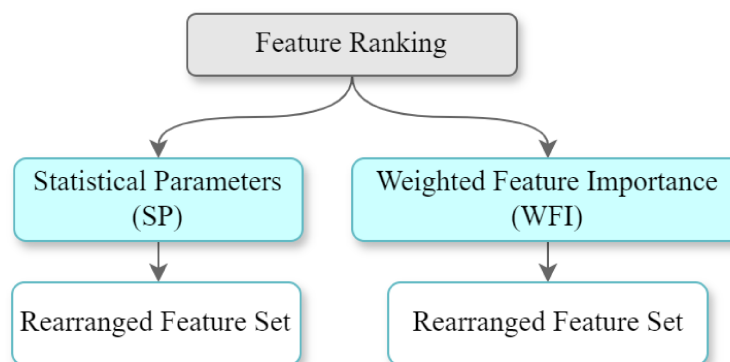 Feature Ranking
Statistical Parameters
(SP)
Weighted Feature Importance
(WFI)
Rearranged Feature Set
Rearranged Feature Set